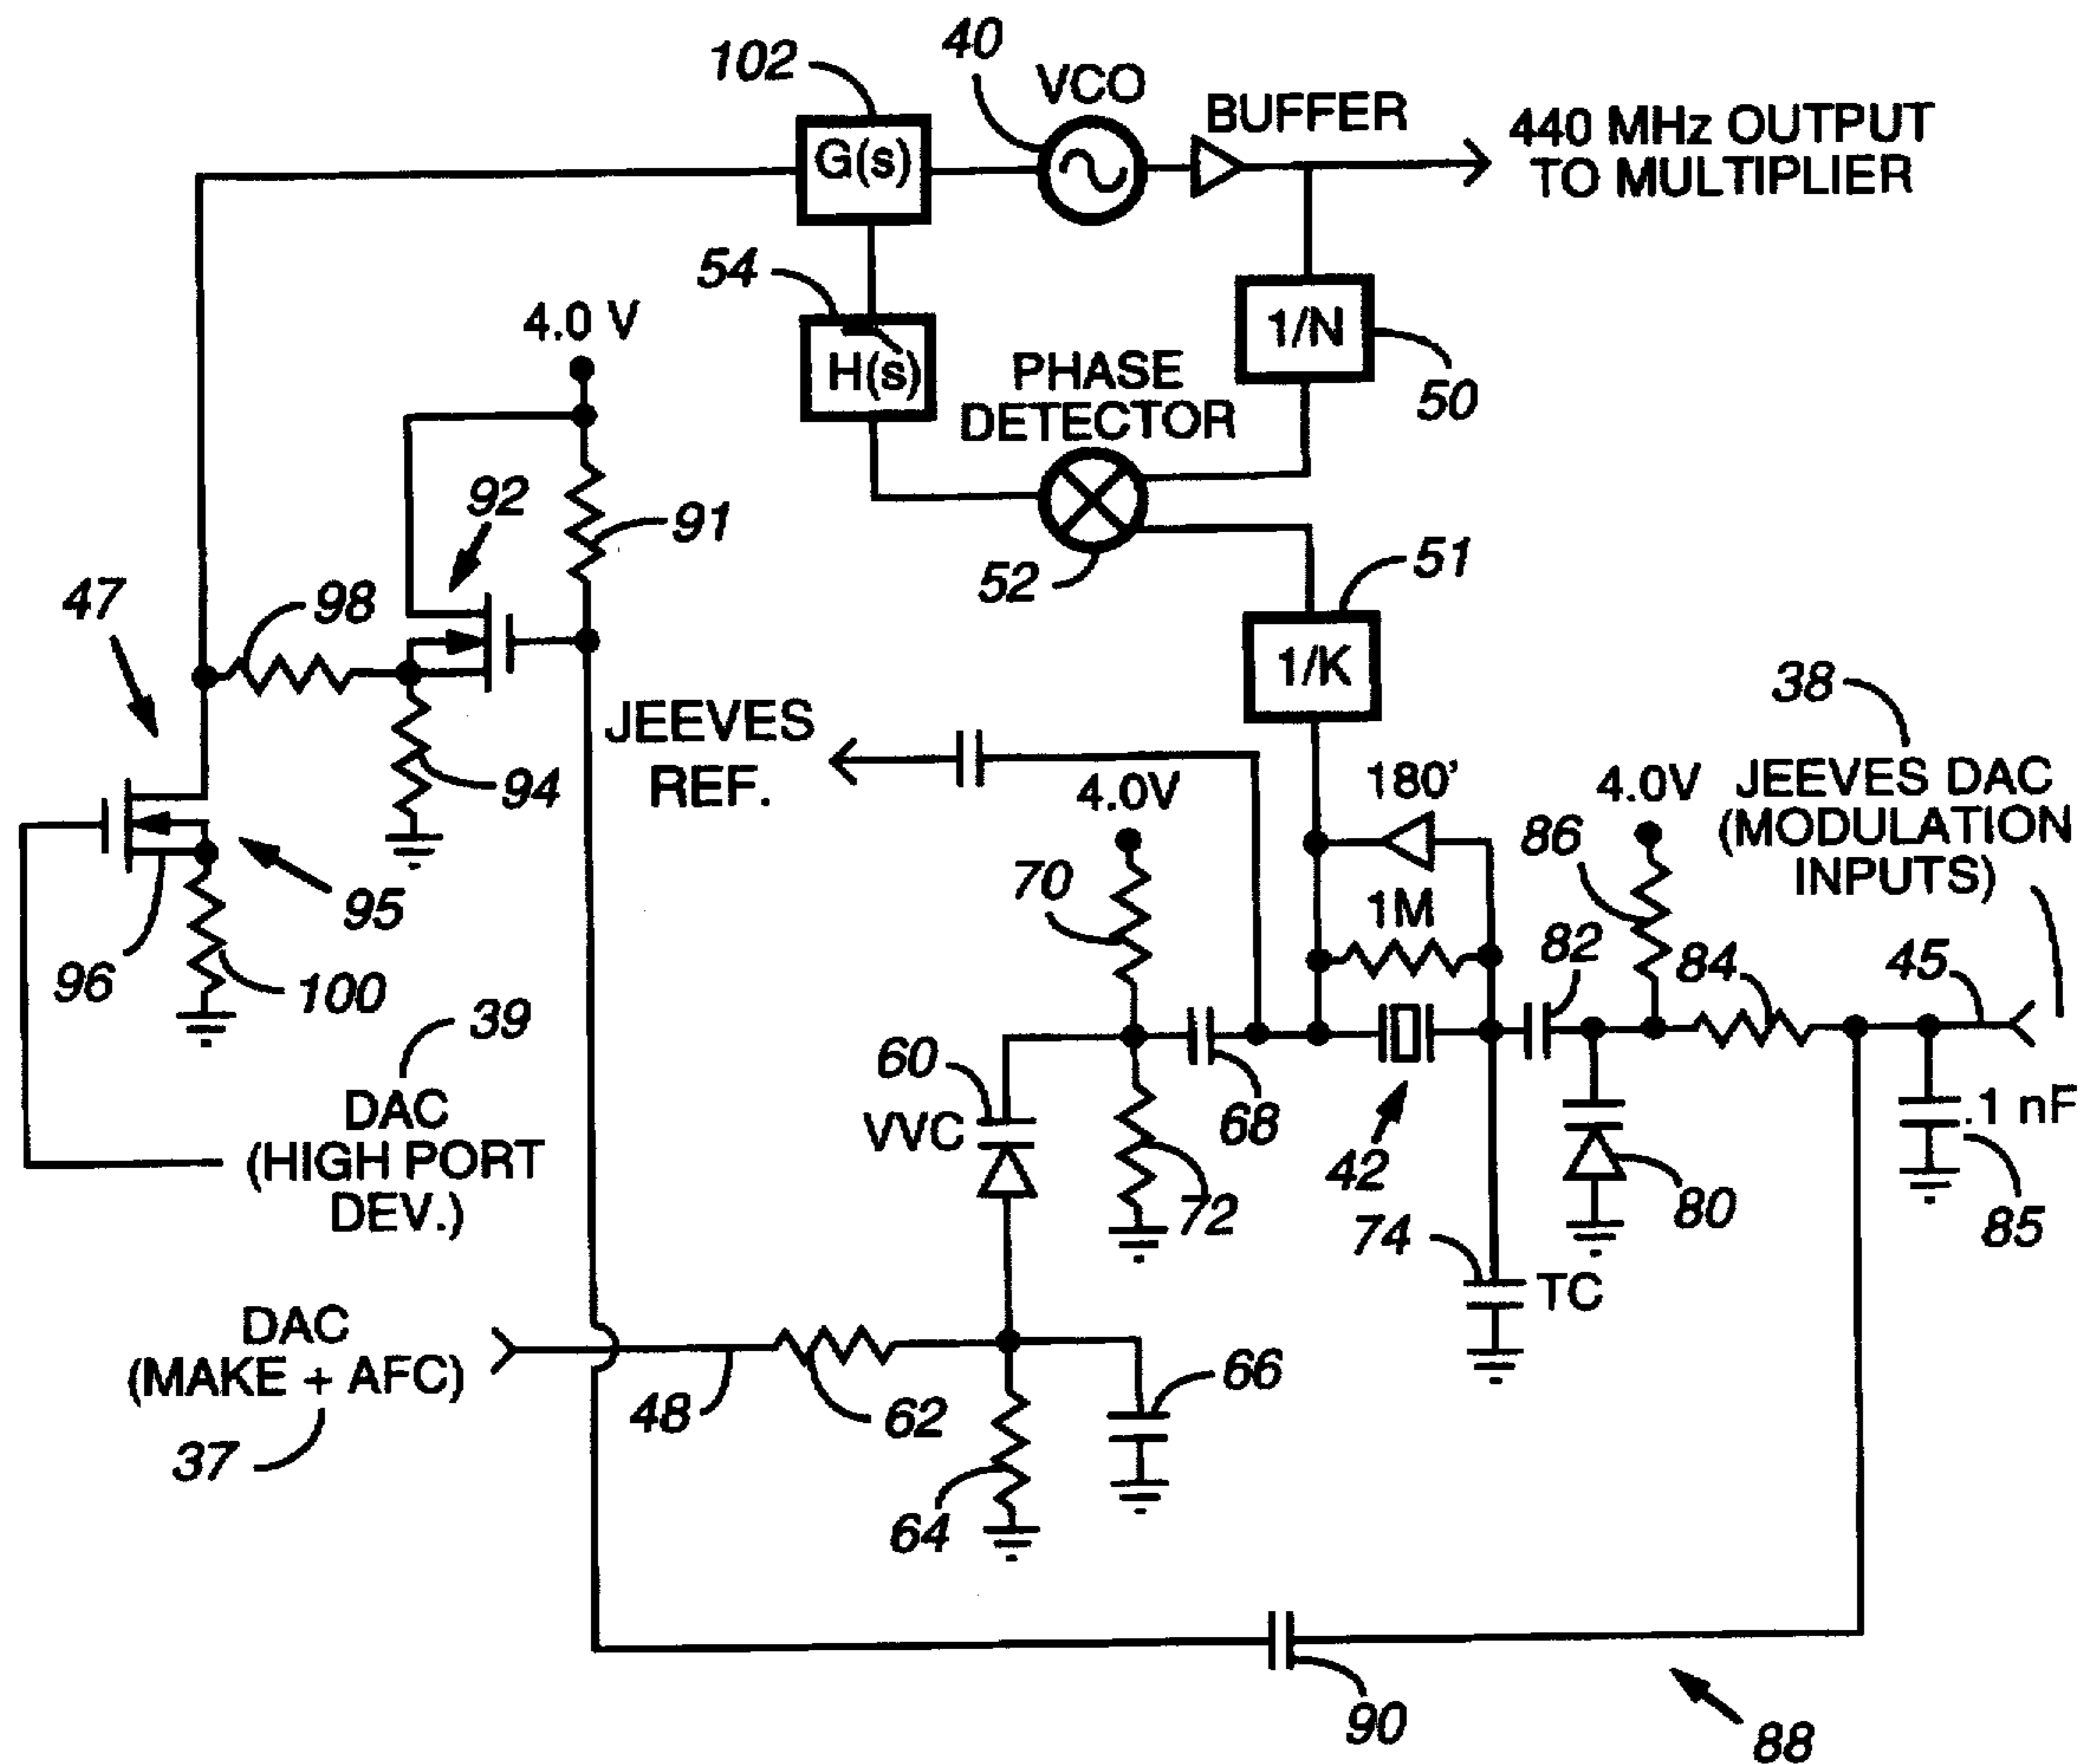 102
40
VCO
BUFFER
440 MHz OUTPUT
TO MULTIPLIER
G(s)
54
4.0 V
H(s)
PHASE
DETECTOR
1/N
50
92
91
52
51
47
98
1/K
38
JEEVES
REF.
94
4.0V
180'
4.0V
JEEVES DAC
(MODULATION
INPUTS)
86
70
1M
95
82
84
45
96
100
39
60
VVC
68
.1 nF
DAC
(HIGH PORT
DEV.)
42
72
80
85
74
TC
DAC
(MAKE + AFC)
66
48
62
37
64
90
88